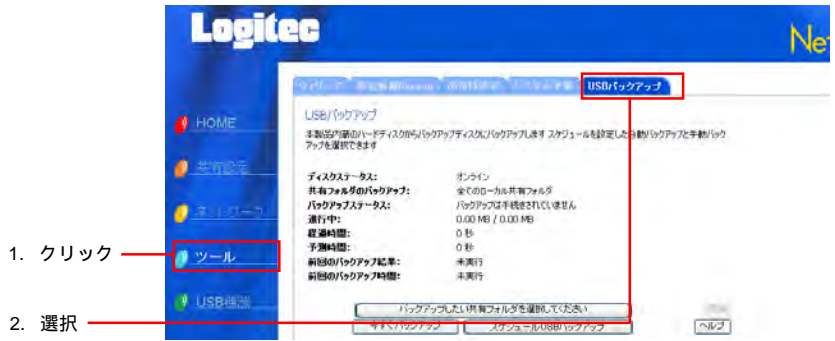 Logitec
Net
USBバックアップ
USBバックアップ
本製品内蔵のハードディスクからバックアップディスクにバックアップします スケジュールを設定した自動バックアップと手動バック
アップを選択できます
HOME
共有設定
ネットワーク
ツール
USB機器
ディスクステータス: オンライン
共有フォルダのバックアップ: 全てのローカル共有フォルダ
バックアップステータス: バックアップは手続きされていません
進行中: 0.00 MB / 0.00 MB
経過時間: 0 秒
予測時間: 0 秒
前回のバックアップ結果: 未実行
前回のバックアップ時間: 未実行
バックアップしたい共有フォルダを選択してください
今すぐバックアップ スケジュールUSBバックアップ ヘルプ
1. クリック
2. 選択